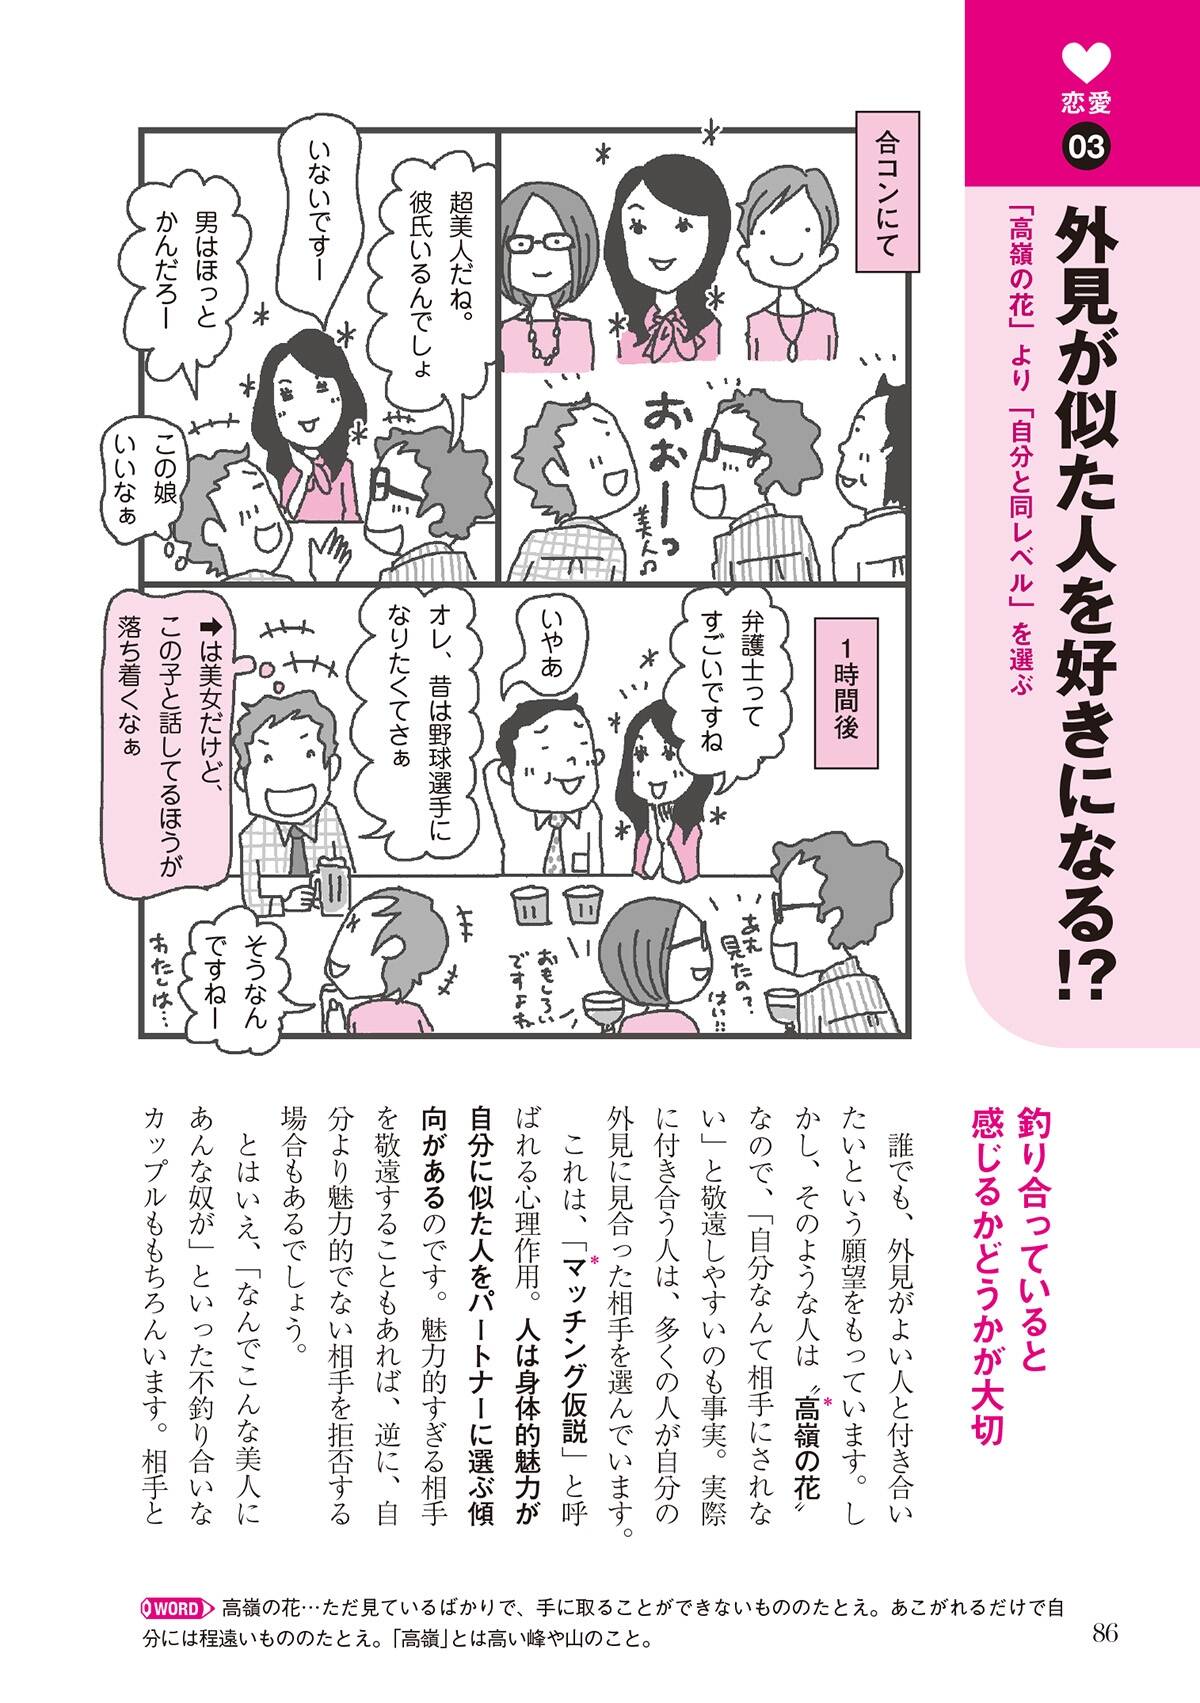 恋愛
03
外見が似た人を好きになる!?
「高嶺の花」より「自分と同レベル」を選ぶ
合コンにて
おおーっ
美人♫
超美人だね。
彼氏いるんでしょ
いないですー
男はほっと
かんだろー
この娘
いいなぁ
1時間後
弁護士って
すごいですね
いやあ
オレ、昔は野球選手に
なりたくてさぁ
➡は美女だけど、
この子と話してるほうが
落ち着くなぁ
あれ
見たの?
はい…
おもしろい
ですよね
そうなん
ですねー
わたしは…
釣り合っていると
感じるかどうかが大切
誰でも、外見がよい人と付き合い
たいという願望をもっています。し
かし、そのような人は〝高嶺の花〟*
なので、「自分なんて相手にされな
い」と敬遠しやすいのも事実。実際
に付き合う人は、多くの人が自分の
外見に見合った相手を選んでいます。
これは、「マッチング仮説*」と呼
ばれる心理作用。人は身体的魅力が
自分に似た人をパートナーに選ぶ傾
向があるのです。魅力的すぎる相手
を敬遠することもあれば、逆に、自
分より魅力的でない相手を拒否する
場合もあるでしょう。
とはいえ、「なんでこんな美人に
あんな奴が」といった不釣り合いな
カップルももちろんいます。相手と
WORD 高嶺の花…ただ見ているばかりで、手に取ることができないもののたとえ。あこがれるだけで自
分には程遠いもののたとえ。「高嶺」とは高い峰や山のこと。
86